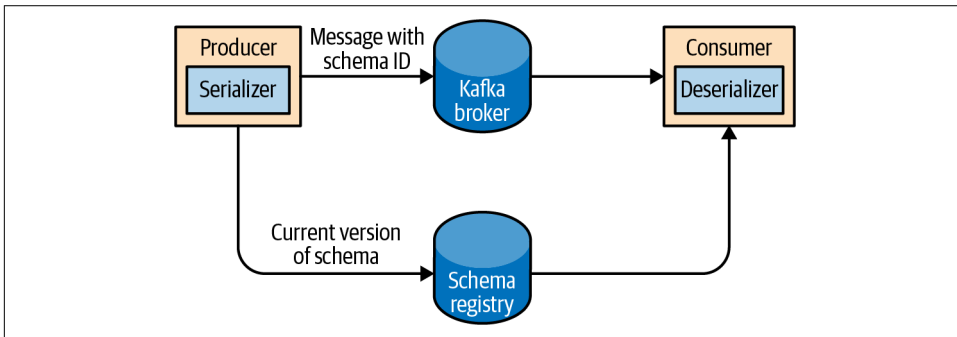 Producer
Serializer
Message with
schema ID
Kafka
broker
Consumer
Deserializer
Current version
of schema
Schema
registry